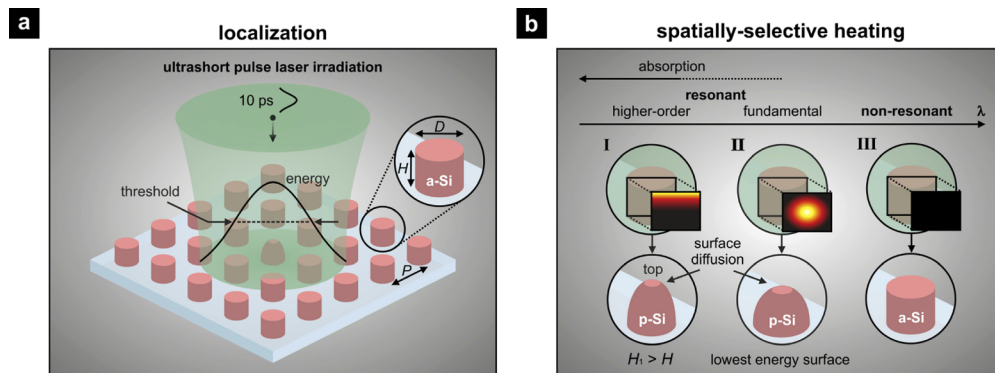 a
localization
ultrashort pulse laser irradiation
10 ps
D
H
a-Si
threshold
energy
P
b
spatially-selective heating
absorption
resonant
higher-order
fundamental
non-resonant
λ
I
II
III
surface
diffusion
top
p-Si
p-Si
a-Si
H₁ > H
lowest energy surface